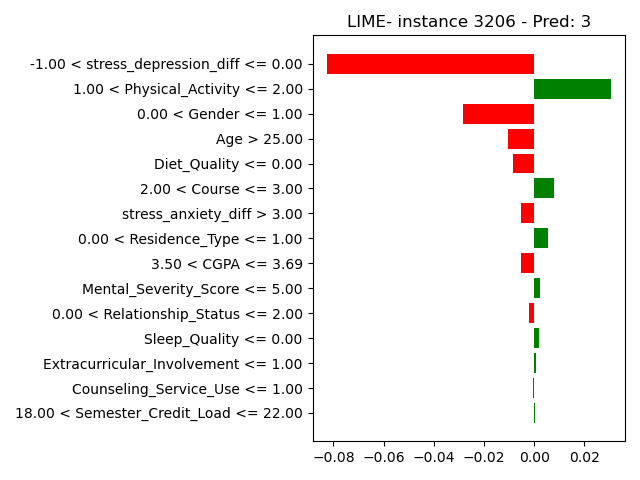 LIME- instance 3206 - Pred: 3
-1.00 < stress_depression_diff <= 0.00
1.00 < Physical_Activity <= 2.00
0.00 < Gender <= 1.00
Age > 25.00
Diet_Quality <= 0.00
2.00 < Course <= 3.00
stress_anxiety_diff > 3.00
0.00 < Residence_Type <= 1.00
3.50 < CGPA <= 3.69
Mental_Severity_Score <= 5.00
0.00 < Relationship_Status <= 2.00
Sleep_Quality <= 0.00
Extracurricular_Involvement <= 1.00
Counseling_Service_Use <= 1.00
18.00 < Semester_Credit_Load <= 22.00
−0.08 −0.06 −0.04 −0.02 0.00 0.02